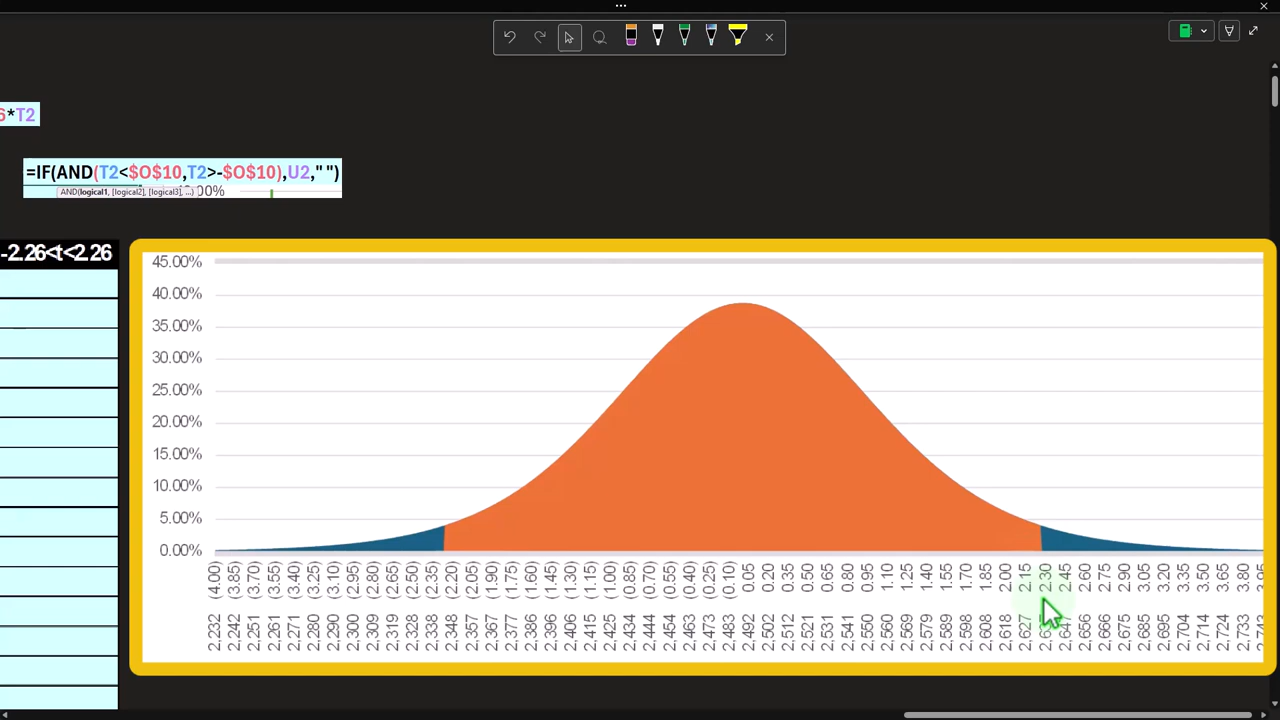 6*T2
=IF(AND(T2<$O$10,T2>-$O$10),U2," ")
AND(logical1, [logical2], [logical3], ...)
00%
-2.26<t<2.26
45.00%
40.00%
35.00%
30.00%
25.00%
20.00%
15.00%
10.00%
5.00%
0.00%
(4.00) (3.85) (3.70) (3.55) (3.40) (3.25) (3.10) (2.95) (2.80) (2.65) (2.50) (2.35) (2.20) (2.05) (1.90) (1.75) (1.60) (1.45) (1.30) (1.15) (1.00) (0.85) (0.70) (0.55) (0.40) (0.25) (0.10) 0.05 0.20 0.35 0.50 0.65 0.80 0.95 1.10 1.25 1.40 1.55 1.70 1.85 2.00 2.15 2.30 2.45 2.60 2.75 2.90 3.05 3.20 3.35 3.50 3.65 3.80 3.95
2.232 2.242 2.251 2.261 2.271 2.280 2.290 2.300 2.309 2.319 2.328 2.338 2.348 2.357 2.367 2.377 2.386 2.396 2.406 2.415 2.425 2.434 2.444 2.454 2.463 2.473 2.483 2.492 2.502 2.512 2.521 2.531 2.541 2.550 2.560 2.569 2.579 2.589 2.598 2.608 2.618 2.627 2.647 2.656 2.666 2.675 2.685 2.695 2.704 2.714 2.724 2.733 2.743